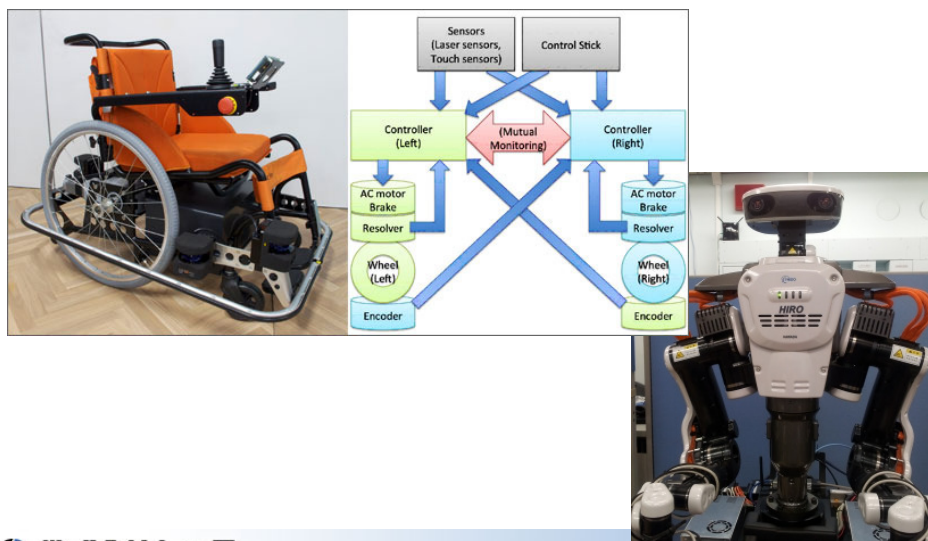 Sensors
(Laser sensors,
Touch sensors)
Control Stick
Controller
(Left)
(Mutual
Monitoring)
Controller
(Right)
AC motor
Brake
Resolver
Wheel
(Left)
Encoder
AC motor
Brake
Resolver
Wheel
(Right)
Encoder
HIRO